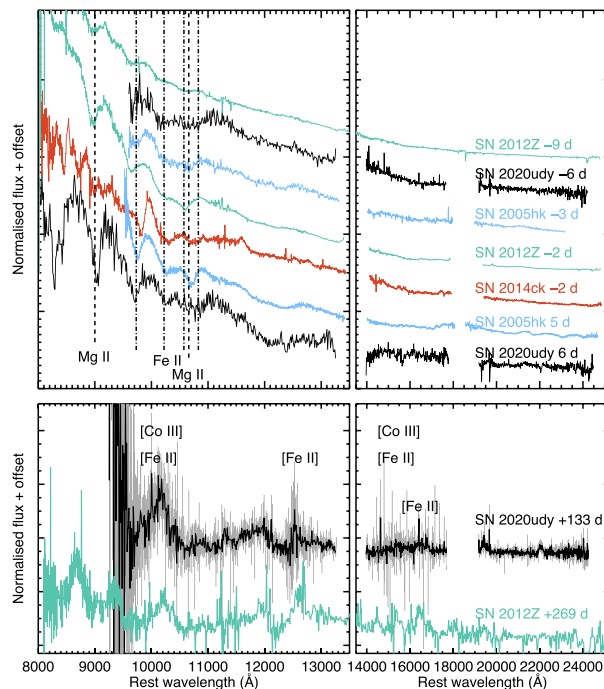 Normalised flux + offset
SN 2012Z −9 d
SN 2020udy −6 d
SN 2005hk −3 d
SN 2012Z −2 d
SN 2014ck −2 d
SN 2005hk 5 d
SN 2020udy 6 d
Mg II
Fe II
Mg II
Normalised flux + offset
[Co III]
[Fe II]
[Fe II]
[Co III]
[Fe II]
[Fe II]
SN 2020udy +133 d
SN 2012Z +269 d
8000 9000 10000 11000 12000 13000
14000 16000 18000 20000 22000 24000
Rest wavelength (Å)
Rest wavelength (Å)